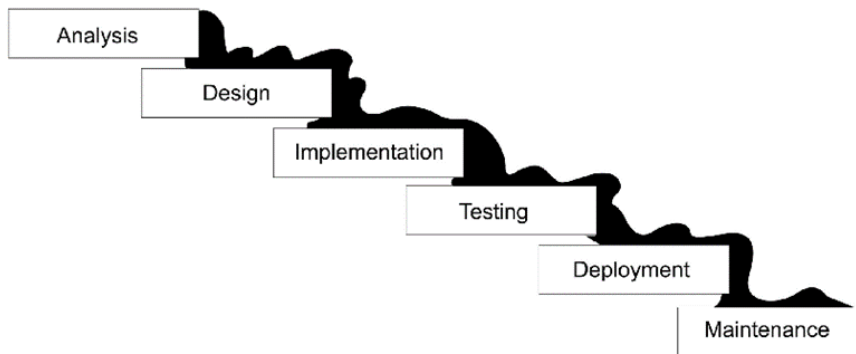 Analysis
Design
Implementation
Testing
Deployment
Maintenance